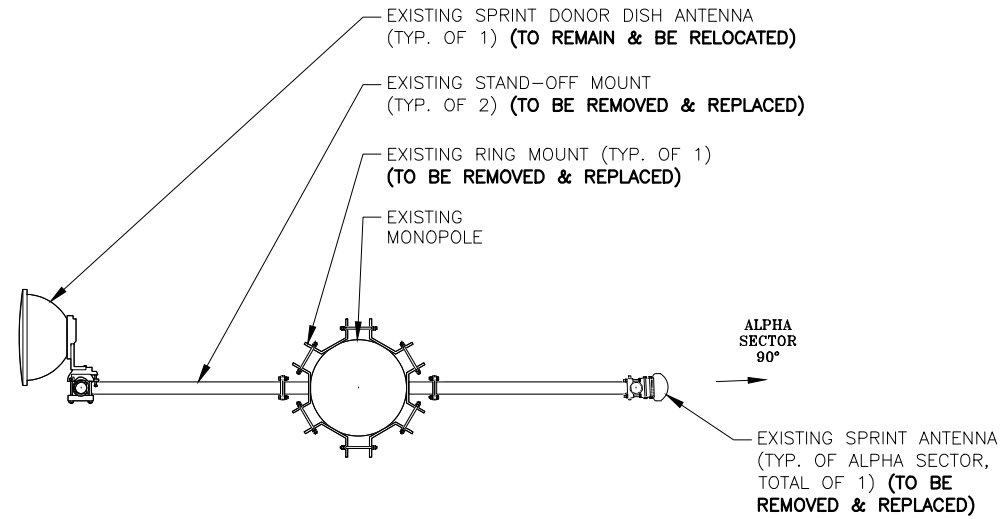 EXISTING SPRINT DONOR DISH ANTENNA
(TYP. OF 1) (TO REMAIN & BE RELOCATED)
EXISTING STAND-OFF MOUNT
(TYP. OF 2) (TO BE REMOVED & REPLACED)
EXISTING RING MOUNT (TYP. OF 1)
(TO BE REMOVED & REPLACED)
EXISTING
MONOPOLE
ALPHA
SECTOR
90°
EXISTING SPRINT ANTENNA
(TYP. OF ALPHA SECTOR,
TOTAL OF 1) (TO BE
REMOVED & REPLACED)